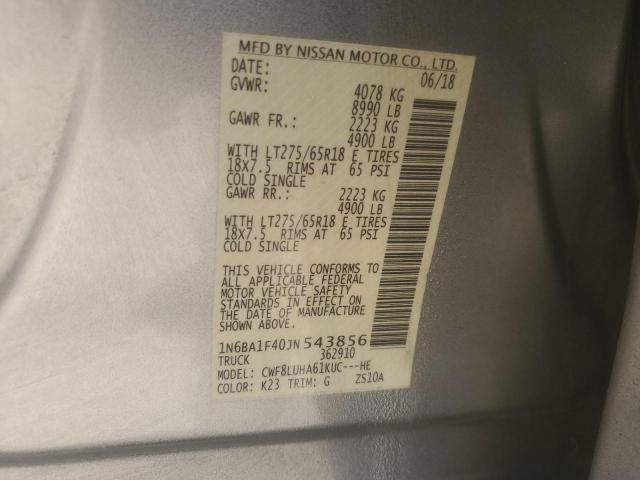 MFD BY NISSAN MOTOR CO., LTD.
DATE: 06/18
GVWR: 4078 KG
8990 LB
GAWR FR.: 2223 KG
4900 LB
WITH LT275/65R18 E TIRES
18X7.5 RIMS AT 65 PSI
COLD SINGLE
GAWR RR.: 2223 KG
4900 LB
WITH LT275/65R18 E TIRES
18X7.5 RIMS AT 65 PSI
COLD SINGLE
THIS VEHICLE CONFORMS TO
ALL APPLICABLE FEDERAL
MOTOR VEHICLE SAFETY
STANDARDS IN EFFECT ON
THE DATE OF MANUFACTURE
SHOWN ABOVE.
1N6BA1F40JN543856
TRUCK 362910
MODEL: CWF8LUHA61KUC---HE
COLOR: K23 TRIM: G ZS10A